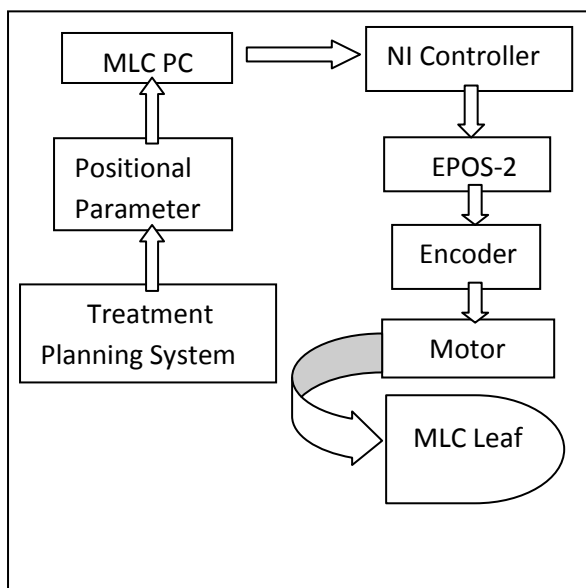 MLC PC
NI Controller
Positional
Parameter
EPOS-2
Encoder
Treatment
Planning System
Motor
MLC Leaf